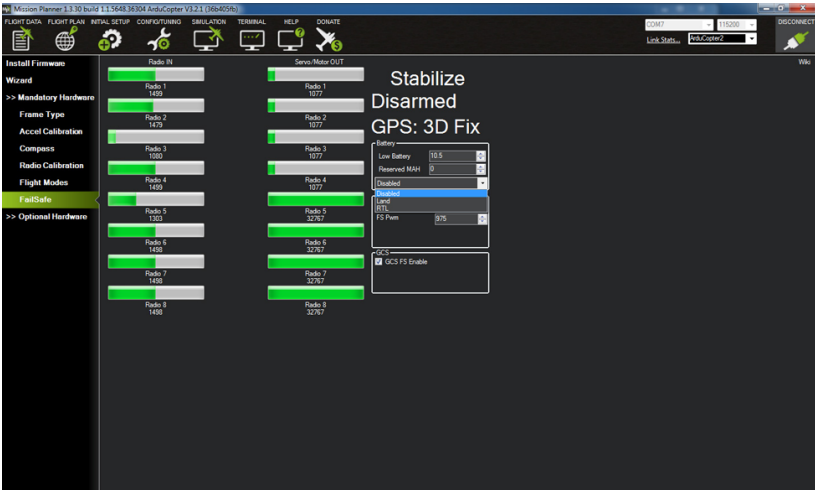 Mission Planner 1.3.30 build 1.1.5648.36304 ArduCopter V3.2.1 (36b405fb)
FLIGHT DATA FLIGHT PLAN INITIAL SETUP CONFIG/TUNING SIMULATION TERMINAL HELP DONATE
COM7 115200 DISCONNECT
Link Stats... ArduCopter2
Install Firmware
Wizard
>> Mandatory Hardware
Frame Type
Accel Calibration
Compass
Radio Calibration
Flight Modes
FailSafe
>> Optional Hardware
Radio IN
Radio 1
1499
Radio 2
1479
Radio 3
1080
Radio 4
1499
Radio 5
1303
Radio 6
1498
Radio 7
1498
Radio 8
1498
Servo/Motor OUT
Radio 1
1077
Radio 2
1077
Radio 3
1077
Radio 4
1077
Radio 5
32767
Radio 6
32767
Radio 7
32767
Radio 8
32767
Wiki
Stabilize
Disarmed
GPS: 3D Fix
Battery
Low Battery 10.5
Reserved MAH 0
Disabled
Disabled
Land
RTL
FS Pwm 975
GCS
GCS FS Enable